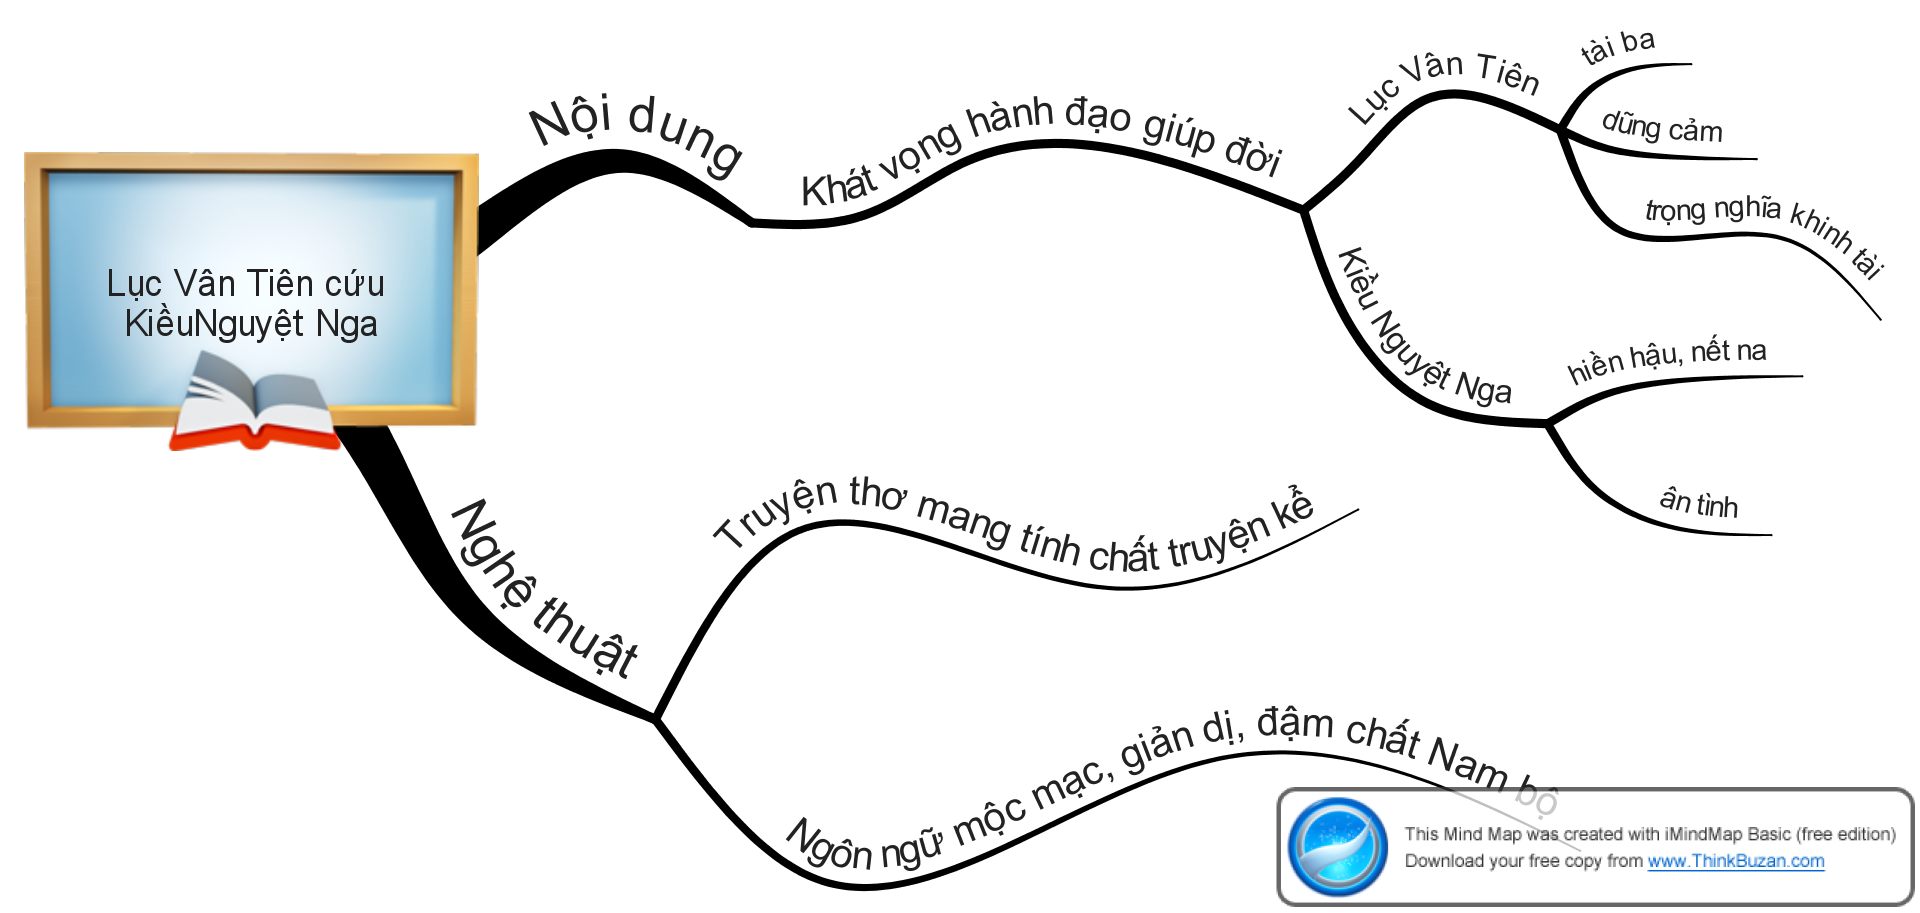 Lục Vân Tiên cứu
KiềuNguyệt Nga
Nội dung
Khát vọng hành đạo giúp đời
Lục Vân Tiên
tài ba
dũng cảm
trọng nghĩa khinh tài
Kiều Nguyệt Nga
hiền hậu, nết na
ân tình
Nghệ thuật
Truyện thơ mang tính chất truyện kể
Ngôn ngữ mộc mạc, giản dị, đậm chất Nam bộ
This Mind Map was created with iMindMap Basic (free edition)
Download your free copy from www.ThinkBuzan.com